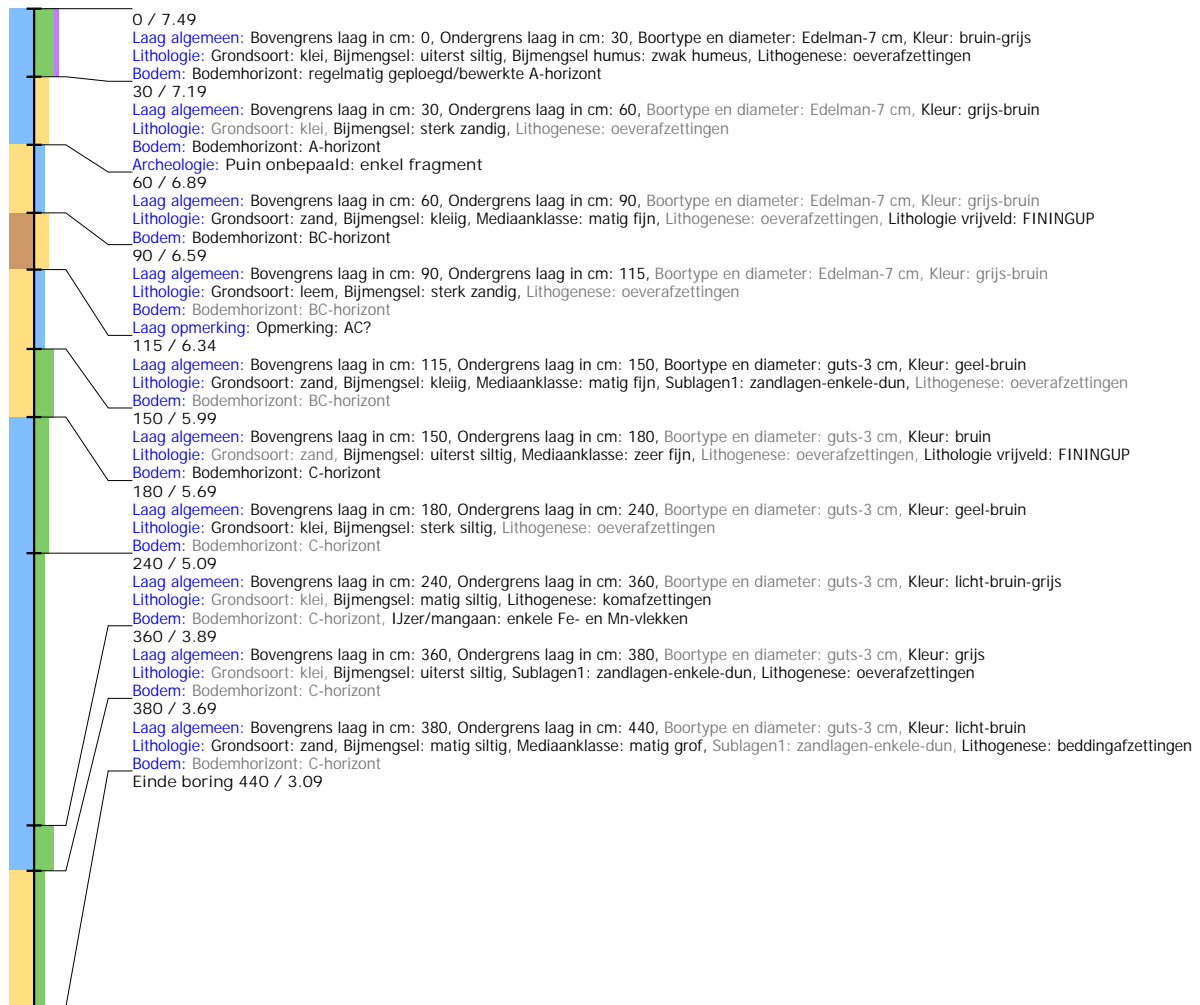 0 / 7.49
Laag algemeen: Bovengrens laag in cm: 0, Ondergrens laag in cm: 30, Boortype en diameter: Edelman-7 cm, Kleur: bruin-grijs
Lithologie: Grondsoort: klei, Bijmengsel: uiterst siltig, Bijmengsel humus: zwak humeus, Lithogenese: oeverafzettingen
Bodem: Bodemhorizont: regelmatig geploegd/bewerkte A-horizont
30 / 7.19
Laag algemeen: Bovengrens laag in cm: 30, Ondergrens laag in cm: 60, Boortype en diameter: Edelman-7 cm, Kleur: grijs-bruin
Lithologie: Grondsoort: klei, Bijmengsel: sterk zandig, Lithogenese: oeverafzettingen
Bodem: Bodemhorizont: A-horizont
Archeologie: Puin onbepaald: enkel fragment
60 / 6.89
Laag algemeen: Bovengrens laag in cm: 60, Ondergrens laag in cm: 90, Boortype en diameter: Edelman-7 cm, Kleur: grijs-bruin
Lithologie: Grondsoort: zand, Bijmengsel: kleiig, Mediaanklasse: matig fijn, Lithogenese: oeverafzettingen, Lithologie vrijveld: FININGUP
Bodem: Bodemhorizont: BC-horizont
90 / 6.59
Laag algemeen: Bovengrens laag in cm: 90, Ondergrens laag in cm: 115, Boortype en diameter: Edelman-7 cm, Kleur: grijs-bruin
Lithologie: Grondsoort: leem, Bijmengsel: sterk zandig, Lithogenese: oeverafzettingen
Bodem: Bodemhorizont: BC-horizont
Laag opmerking: Opmerking: AC?
115 / 6.34
Laag algemeen: Bovengrens laag in cm: 115, Ondergrens laag in cm: 150, Boortype en diameter: guts-3 cm, Kleur: geel-bruin
Lithologie: Grondsoort: zand, Bijmengsel: kleiig, Mediaanklasse: matig fijn, Sublagen1: zandlagen-enkele-dun, Lithogenese: oeverafzettingen
Bodem: Bodemhorizont: BC-horizont
150 / 5.99
Laag algemeen: Bovengrens laag in cm: 150, Ondergrens laag in cm: 180, Boortype en diameter: guts-3 cm, Kleur: bruin
Lithologie: Grondsoort: zand, Bijmengsel: uiterst siltig, Mediaanklasse: zeer fijn, Lithogenese: oeverafzettingen, Lithologie vrijveld: FININGUP
Bodem: Bodemhorizont: C-horizont
180 / 5.69
Laag algemeen: Bovengrens laag in cm: 180, Ondergrens laag in cm: 240, Boortype en diameter: guts-3 cm, Kleur: geel-bruin
Lithologie: Grondsoort: klei, Bijmengsel: sterk siltig, Lithogenese: oeverafzettingen
Bodem: Bodemhorizont: C-horizont
240 / 5.09
Laag algemeen: Bovengrens laag in cm: 240, Ondergrens laag in cm: 360, Boortype en diameter: guts-3 cm, Kleur: licht-bruin-grijs
Lithologie: Grondsoort: klei, Bijmengsel: matig siltig, Lithogenese: komafzettingen
Bodem: Bodemhorizont: C-horizont, IJzer/mangaan: enkele Fe- en Mn-vlekken
360 / 3.89
Laag algemeen: Bovengrens laag in cm: 360, Ondergrens laag in cm: 380, Boortype en diameter: guts-3 cm, Kleur: grijs
Lithologie: Grondsoort: klei, Bijmengsel: uiterst siltig, Sublagen1: zandlagen-enkele-dun, Lithogenese: oeverafzettingen
Bodem: Bodemhorizont: C-horizont
380 / 3.69
Laag algemeen: Bovengrens laag in cm: 380, Ondergrens laag in cm: 440, Boortype en diameter: guts-3 cm, Kleur: licht-bruin
Lithologie: Grondsoort: zand, Bijmengsel: matig siltig, Mediaanklasse: matig grof, Sublagen1: zandlagen-enkele-dun, Lithogenese: beddingafzettingen
Bodem: Bodemhorizont: C-horizont
Einde boring 440 / 3.09